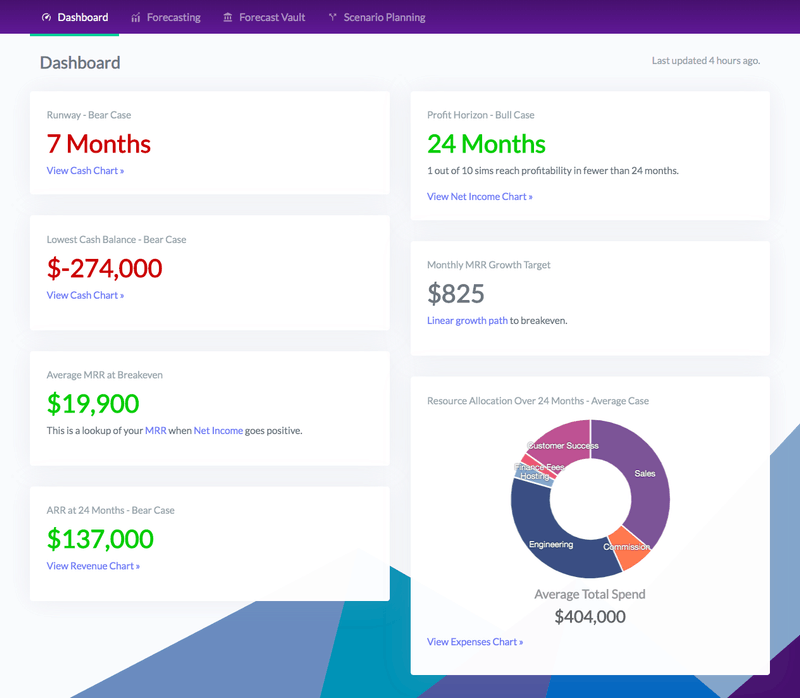 Dashboard
Forecasting
Forecast Vault
Scenario Planning
Dashboard
Last updated 4 hours ago.
Runway - Bear Case
7 Months
View Cash Chart »
Lowest Cash Balance - Bear Case
$-274,000
View Cash Chart »
Average MRR at Breakeven
$19,900
This is a lookup of your MRR when Net Income goes positive.
ARR at 24 Months - Bear Case
$137,000
View Revenue Chart »
Profit Horizon - Bull Case
24 Months
1 out of 10 sims reach profitability in fewer than 24 months.
View Net Income Chart »
Monthly MRR Growth Target
$825
Linear growth path to breakeven.
Resource Allocation Over 24 Months - Average Case
Customer Success
Finance Fees
Hosting
Sales
Engineering
Commission
Average Total Spend
$404,000
View Expenses Chart »